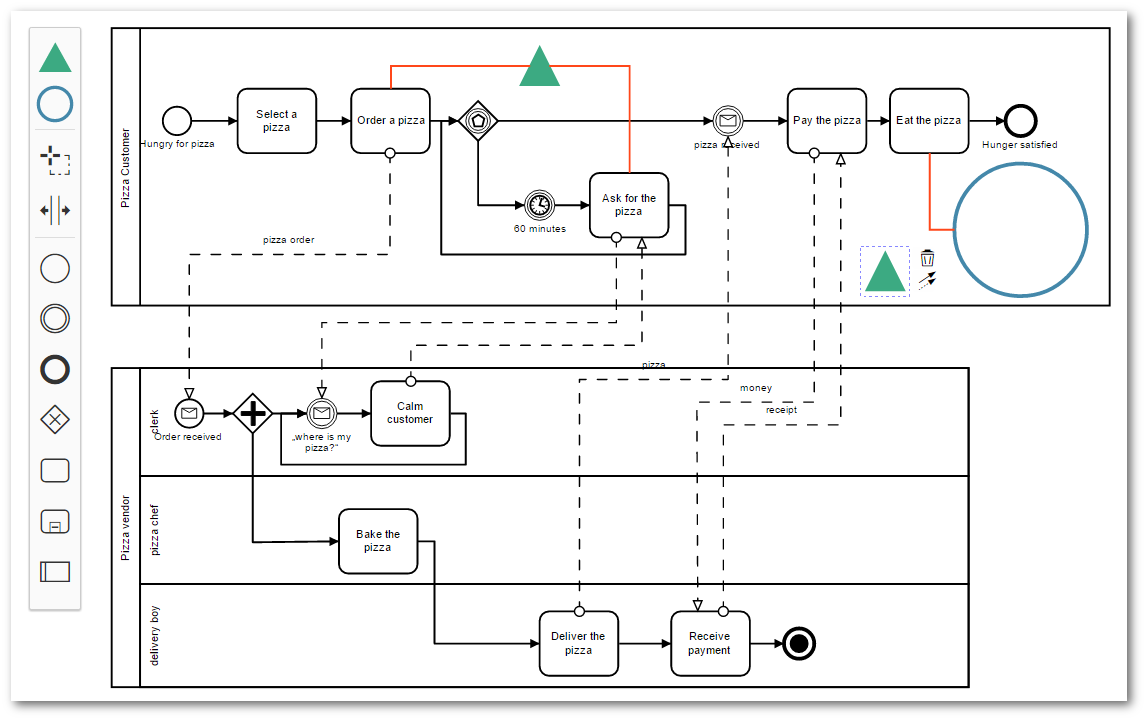 Pizza Customer
Hungry for pizza
Select a
pizza
Order a pizza
60 minutes
Ask for the
pizza
pizza received
Pay the pizza
Eat the pizza
Hunger satisfied
pizza order
pizza
money
receipt
Pizza vendor
clerk
Order received
„where is my
pizza?"
Calm
customer
pizza chef
Bake the
pizza
delivery boy
Deliver the
pizza
Receive
payment